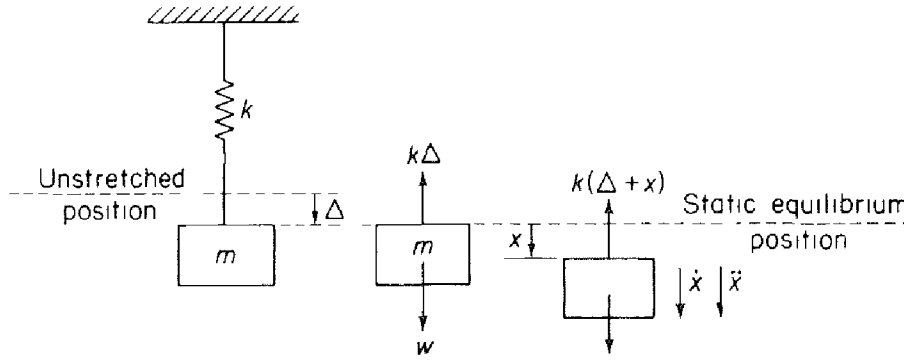 k
kΔ
k(Δ + x)
Unstretched
position
Δ
Static equilibrium
position
x
m
m
ẋ ẍ
w